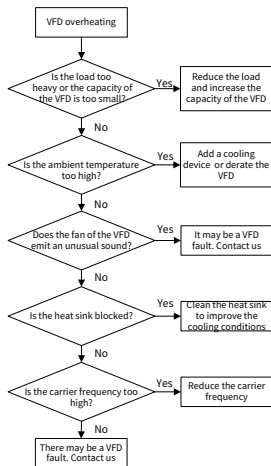 VFD overheating
Is the load too
heavy or the capacity of
the VFD is too small?
Yes
Reduce the load
and increase the
capacity of the VFD
No
Is the ambient temperature
too high?
Yes
Add a cooling
device or derate the
VFD
No
Does the fan of the VFD
emit an unusual sound?
Yes
It may be a VFD
fault. Contact us
No
Is the heat sink blocked?
Yes
Clean the heat sink
to improve the
cooling conditions
No
Is the carrier frequency too
high?
Yes
Reduce the carrier
frequency
No
There may be a VFD
fault. Contact us